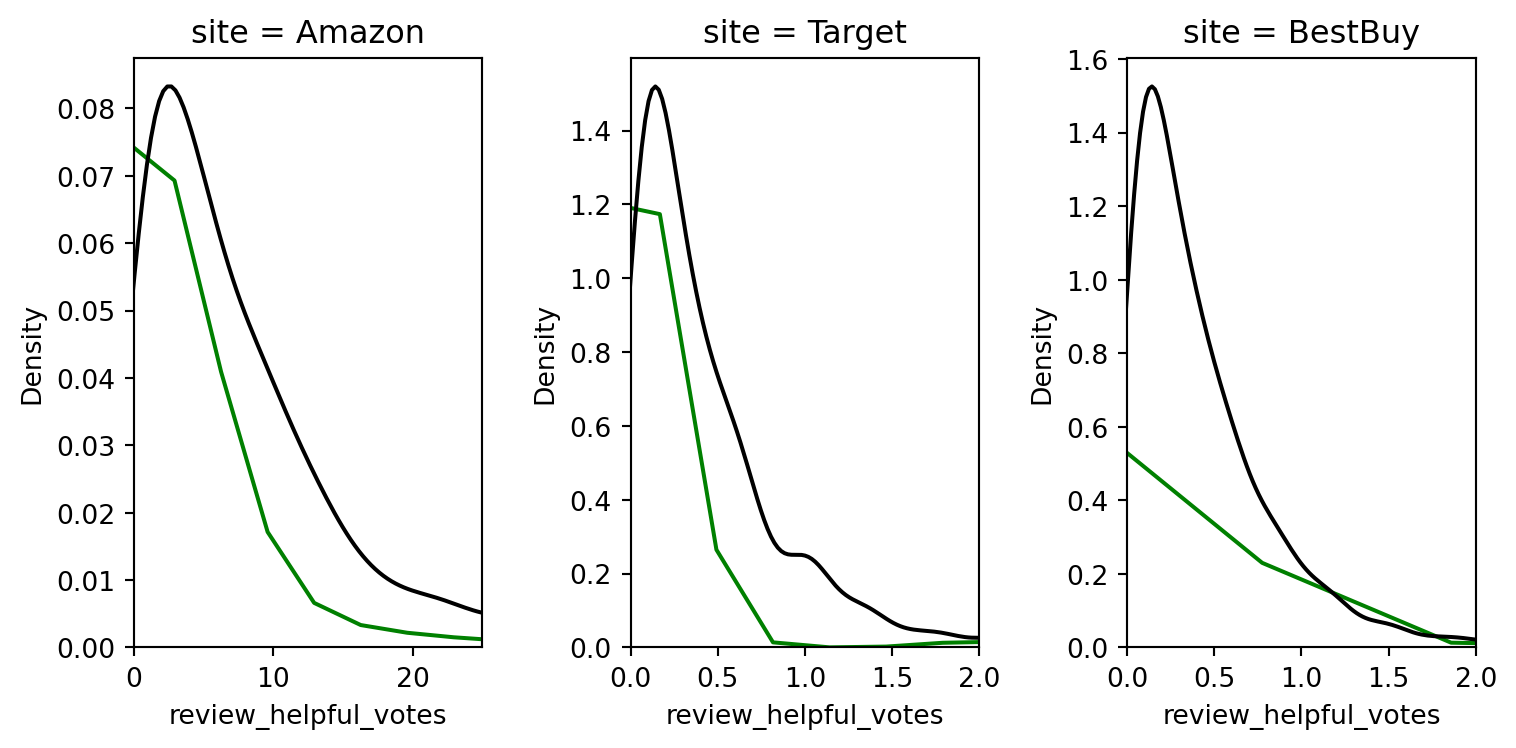 site = Amazon
Density
0.08
0.07
0.06
0.05
0.04
0.03
0.02
0.01
0.00
0 10 20
review_helpful_votes
site = Target
Density
1.4
1.2
1.0
0.8
0.6
0.4
0.2
0.0
0.0 0.5 1.0 1.5 2.0
review_helpful_votes
site = BestBuy
Density
1.6
1.4
1.2
1.0
0.8
0.6
0.4
0.2
0.0
0.0 0.5 1.0 1.5 2.0
review_helpful_votes